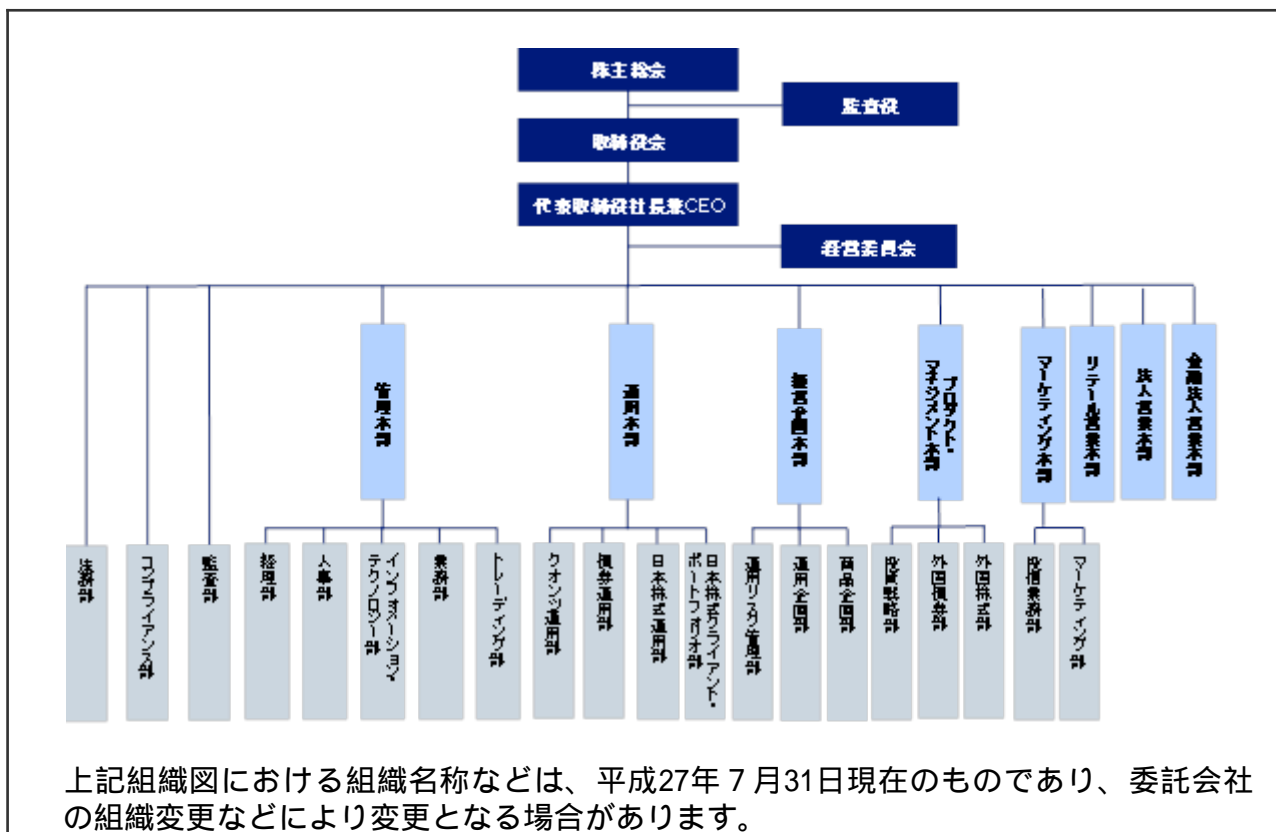 株主総会
監査役
取締役会
代表取締役社長兼CEO
経営委員会
管理本部
運用本部
経営企画本部
プロダクト・
マネジメント本部
マーケティング本部
リテール営業本部
法人営業本部
金融法人営業本部
法務部
コンプライアンス部
監査部
経理部
人事部
インフォメーション・
テクノロジー部
業務部
トレーディング部
クオンツ運用部
債券運用部
日本株式運用部
日本株式クライアント・
ポートフォリオ部
運用リスク管理部
運用企画部
商品企画部
投資戦略部
外国債券部
外国株式部
投信業務部
マーケティング部
上記組織図における組織名称などは、平成27年７月31日現在のものであり、委託会社
の組織変更などにより変更となる場合があります。